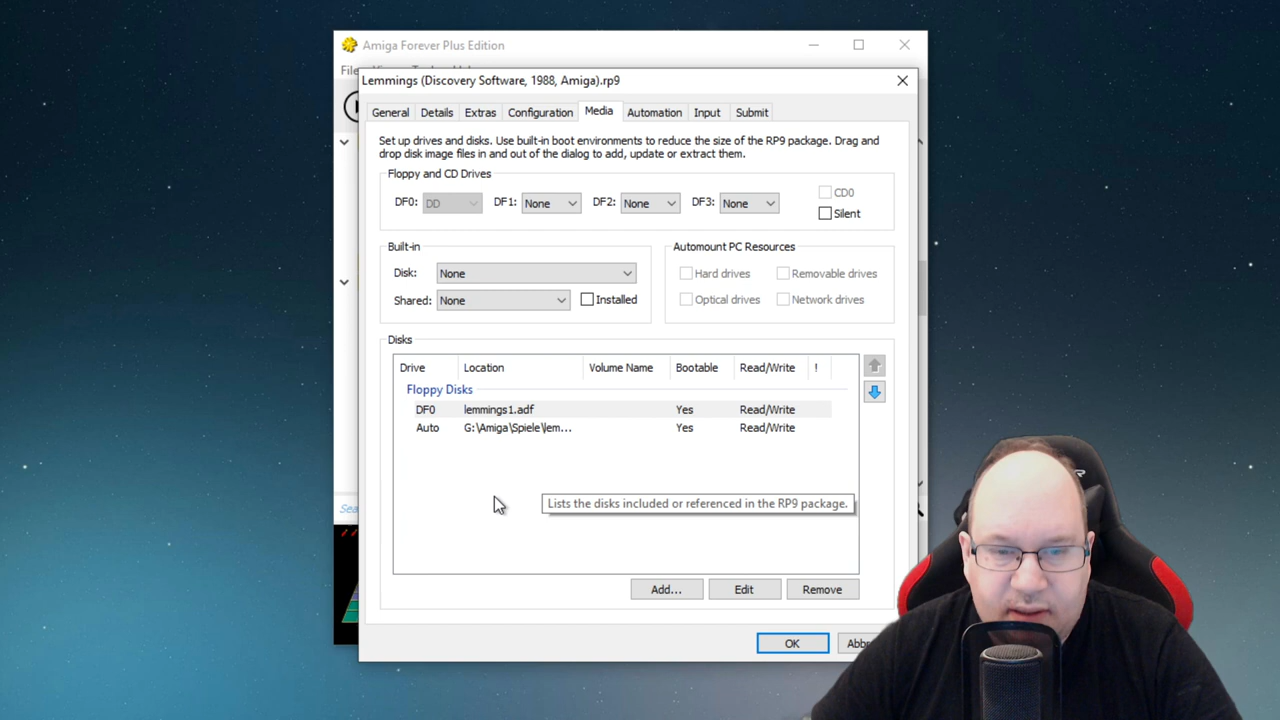 Amiga Forever Plus Edition
Lemmings (Discovery Software, 1988, Amiga).rp9
General Details Extras Configuration Media Automation Input Submit
Set up drives and disks. Use built-in boot environments to reduce the size of the RP9 package. Drag and
drop disk image files in and out of the dialog to add, update or extract them.
Floppy and CD Drives
DF0: DD DF1: None DF2: None DF3: None
CD0
Silent
Built-in
Disk: None
Shared: None Installed
Automount PC Resources
Hard drives Removable drives
Optical drives Network drives
Disks
Drive Location Volume Name Bootable Read/Write !
Floppy Disks
DF0 lemmings1.adf Yes Read/Write
Auto G:\Amiga\Spiele\lem... Yes Read/Write
Lists the disks included or referenced in the RP9 package.
Add... Edit Remove
OK